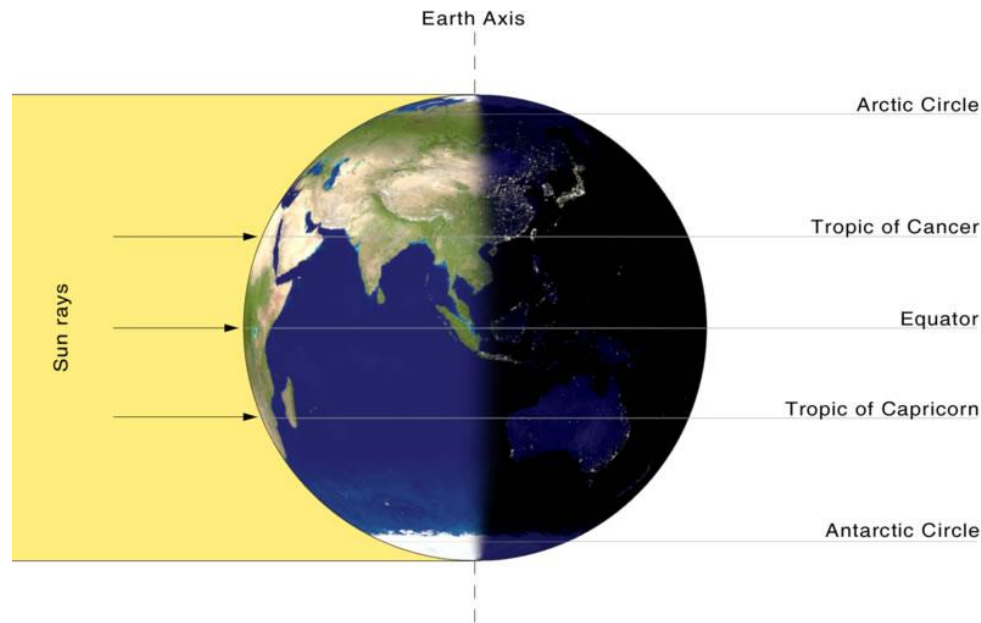 Earth Axis
Arctic Circle
Tropic of Cancer
Equator
Sun rays
Tropic of Capricorn
Antarctic Circle